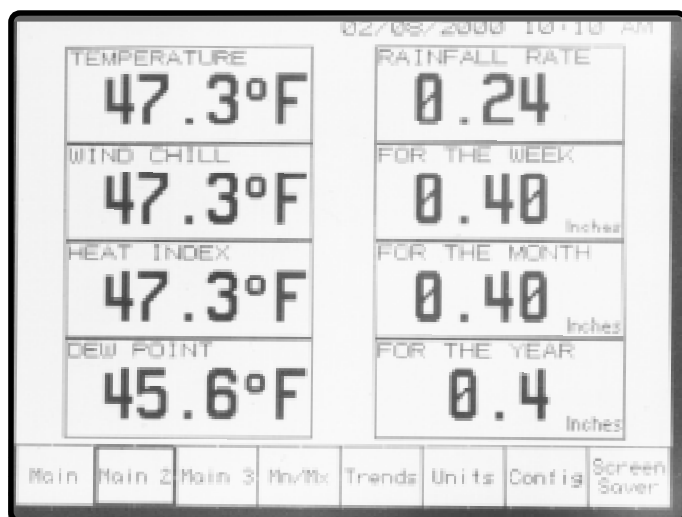 02/08/2000 10:10 AM
TEMPERATURE
47.3°F
WIND CHILL
47.3°F
HEAT INDEX
47.3°F
DEW POINT
45.6°F
RAINFALL RATE
0.24
FOR THE WEEK
0.40 Inches
FOR THE MONTH
0.40 Inches
FOR THE YEAR
0.4 Inches
Main
Main 2
Main 3
Mn/Mx
Trends
Units
Config
Screen
Saver